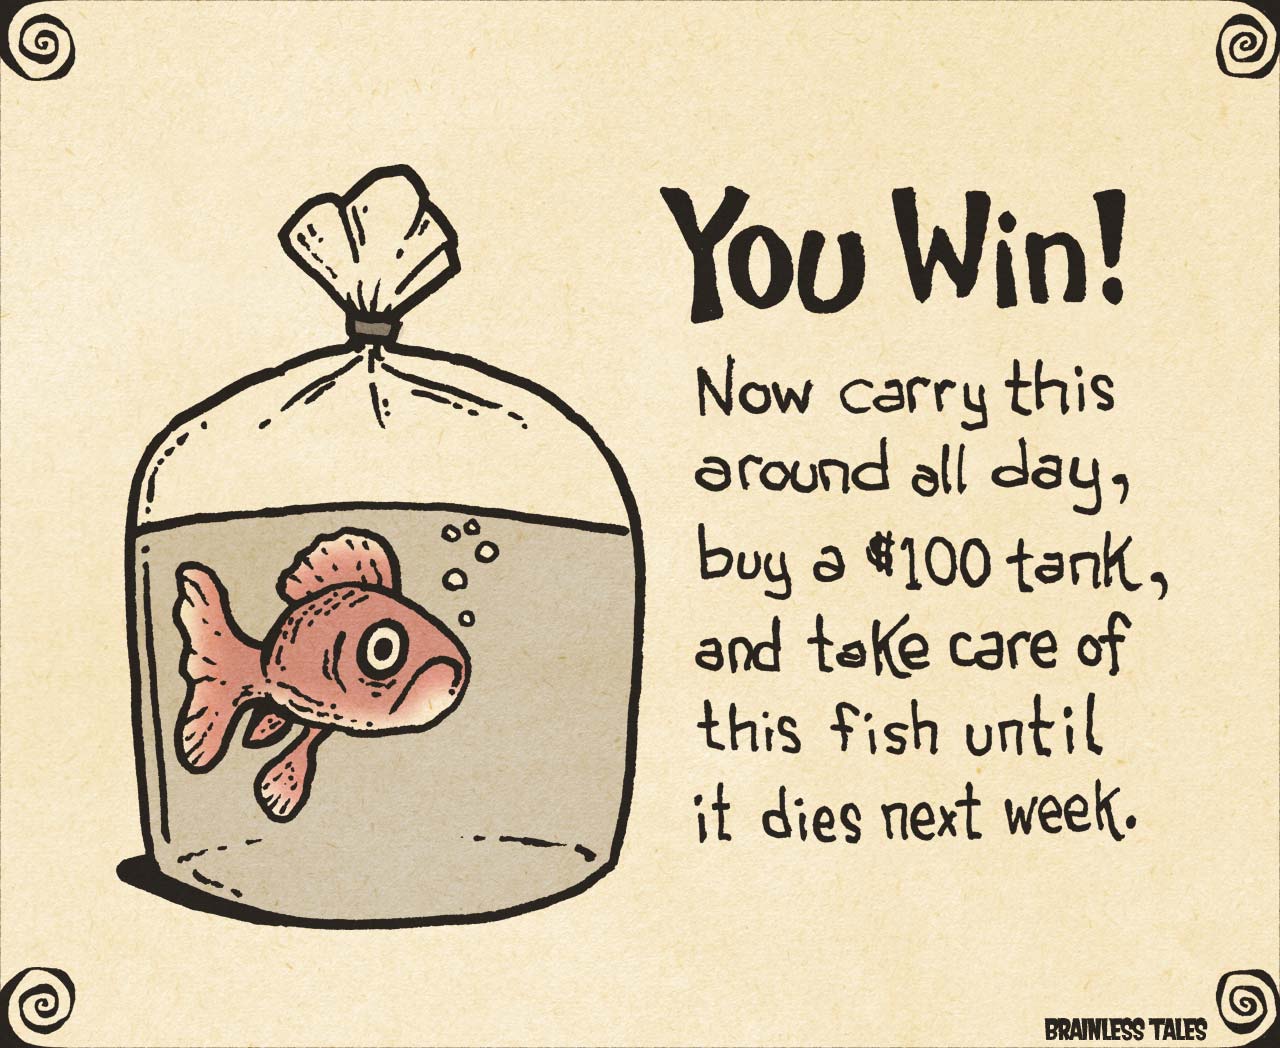 You Win!
Now carry this
around all day,
buy a $100 tank,
and take care of
this fish until
it dies next week.
BRAINLESS TALES